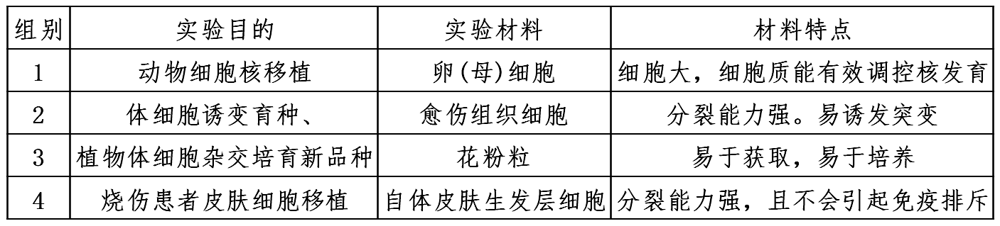 组别 实验目的 实验材料 材料特点
1 动物细胞核移植 卵(母)细胞 细胞大，细胞质能有效调控核发育
2 体细胞诱变育种、 愈伤组织细胞 分裂能力强。易诱发突变
3 植物体细胞杂交培育新品种 花粉粒 易于获取，易于培养
4 烧伤患者皮肤细胞移植 自体皮肤生发层细胞 分裂能力强，且不会引起免疫排斥